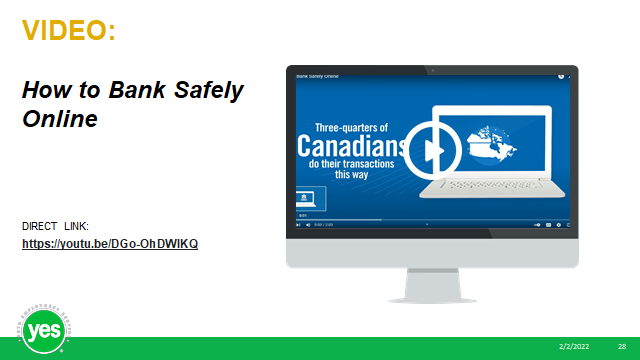 VIDEO:
How to Bank Safely
Online
Bank Safely Online
Three-quarters of
Canadians
do their transactions
this way
DIRECT LINK:
https://youtu.be/DGo-OhDWIKQ
yes
2/2/2022
28